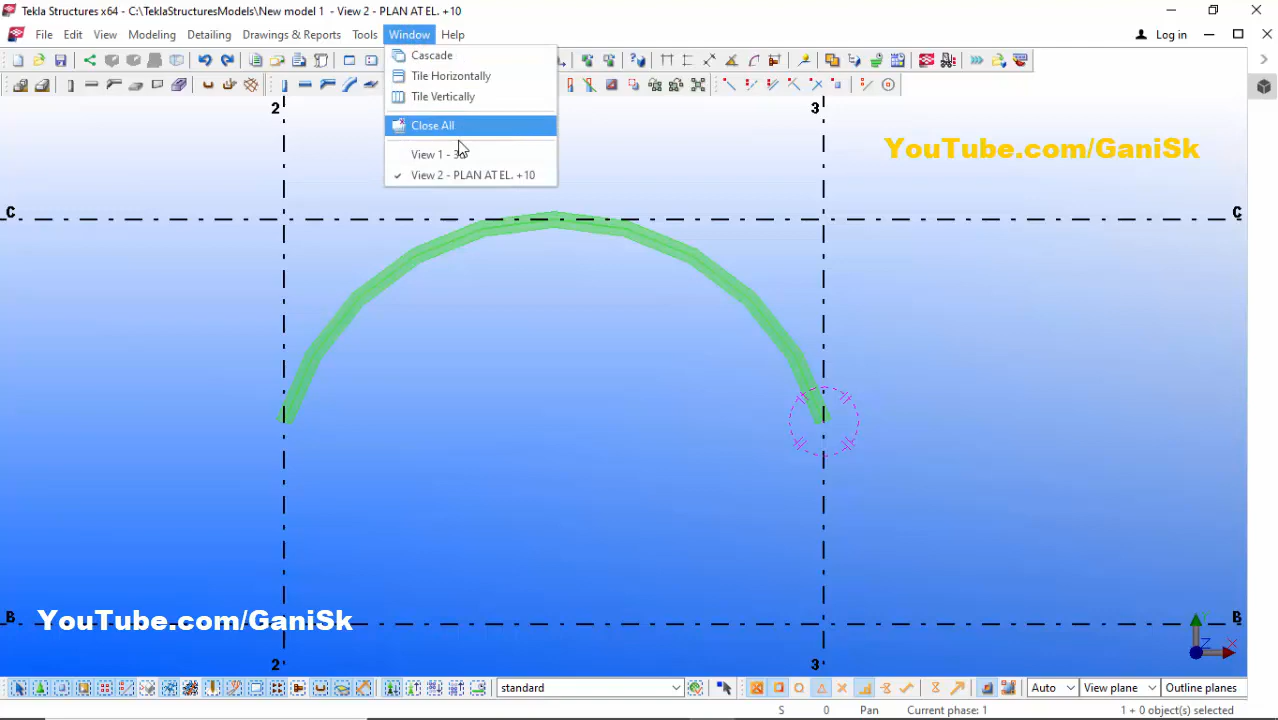 Tekla Structures x64 - C:\TeklaStructuresModels\New model 1 - View 2 - PLAN AT EL. +10
File Edit View Modeling Detailing Drawings & Reports Tools Window Help Log in
Cascade
Tile Horizontally
Tile Vertically
Close All
View 1 -
View 2 - PLAN AT EL. +10
2 3
YouTube.com/GaniSk
C C
YouTube.com/GaniSk
B B
Y
Z X
2 3
standard Auto View plane Outline planes
S 0 Pan Current phase: 1 1 + 0 object(s) selected